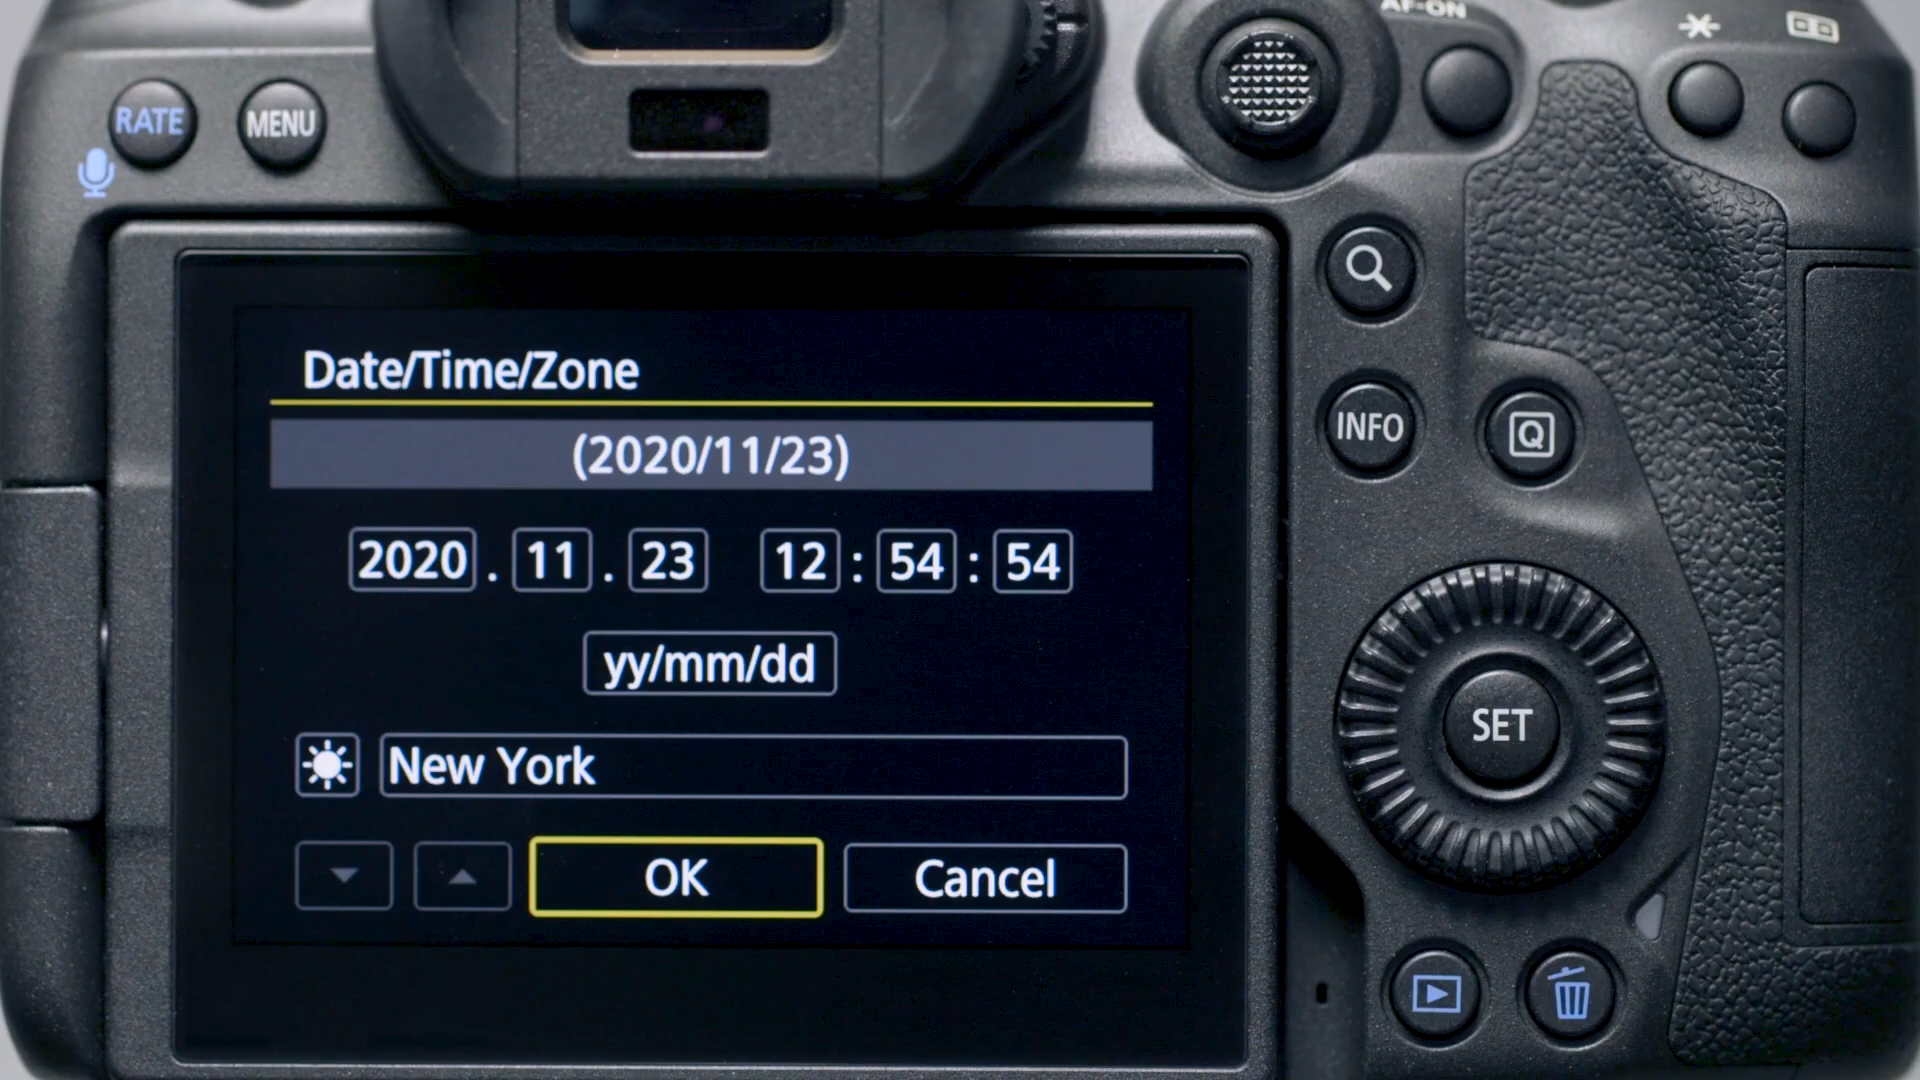 AF-ON
RATE
MENU
Date/Time/Zone
(2020/11/23)
2020 . 11 . 23 12 : 54 : 54
yy/mm/dd
New York
OK Cancel
INFO
Q
SET